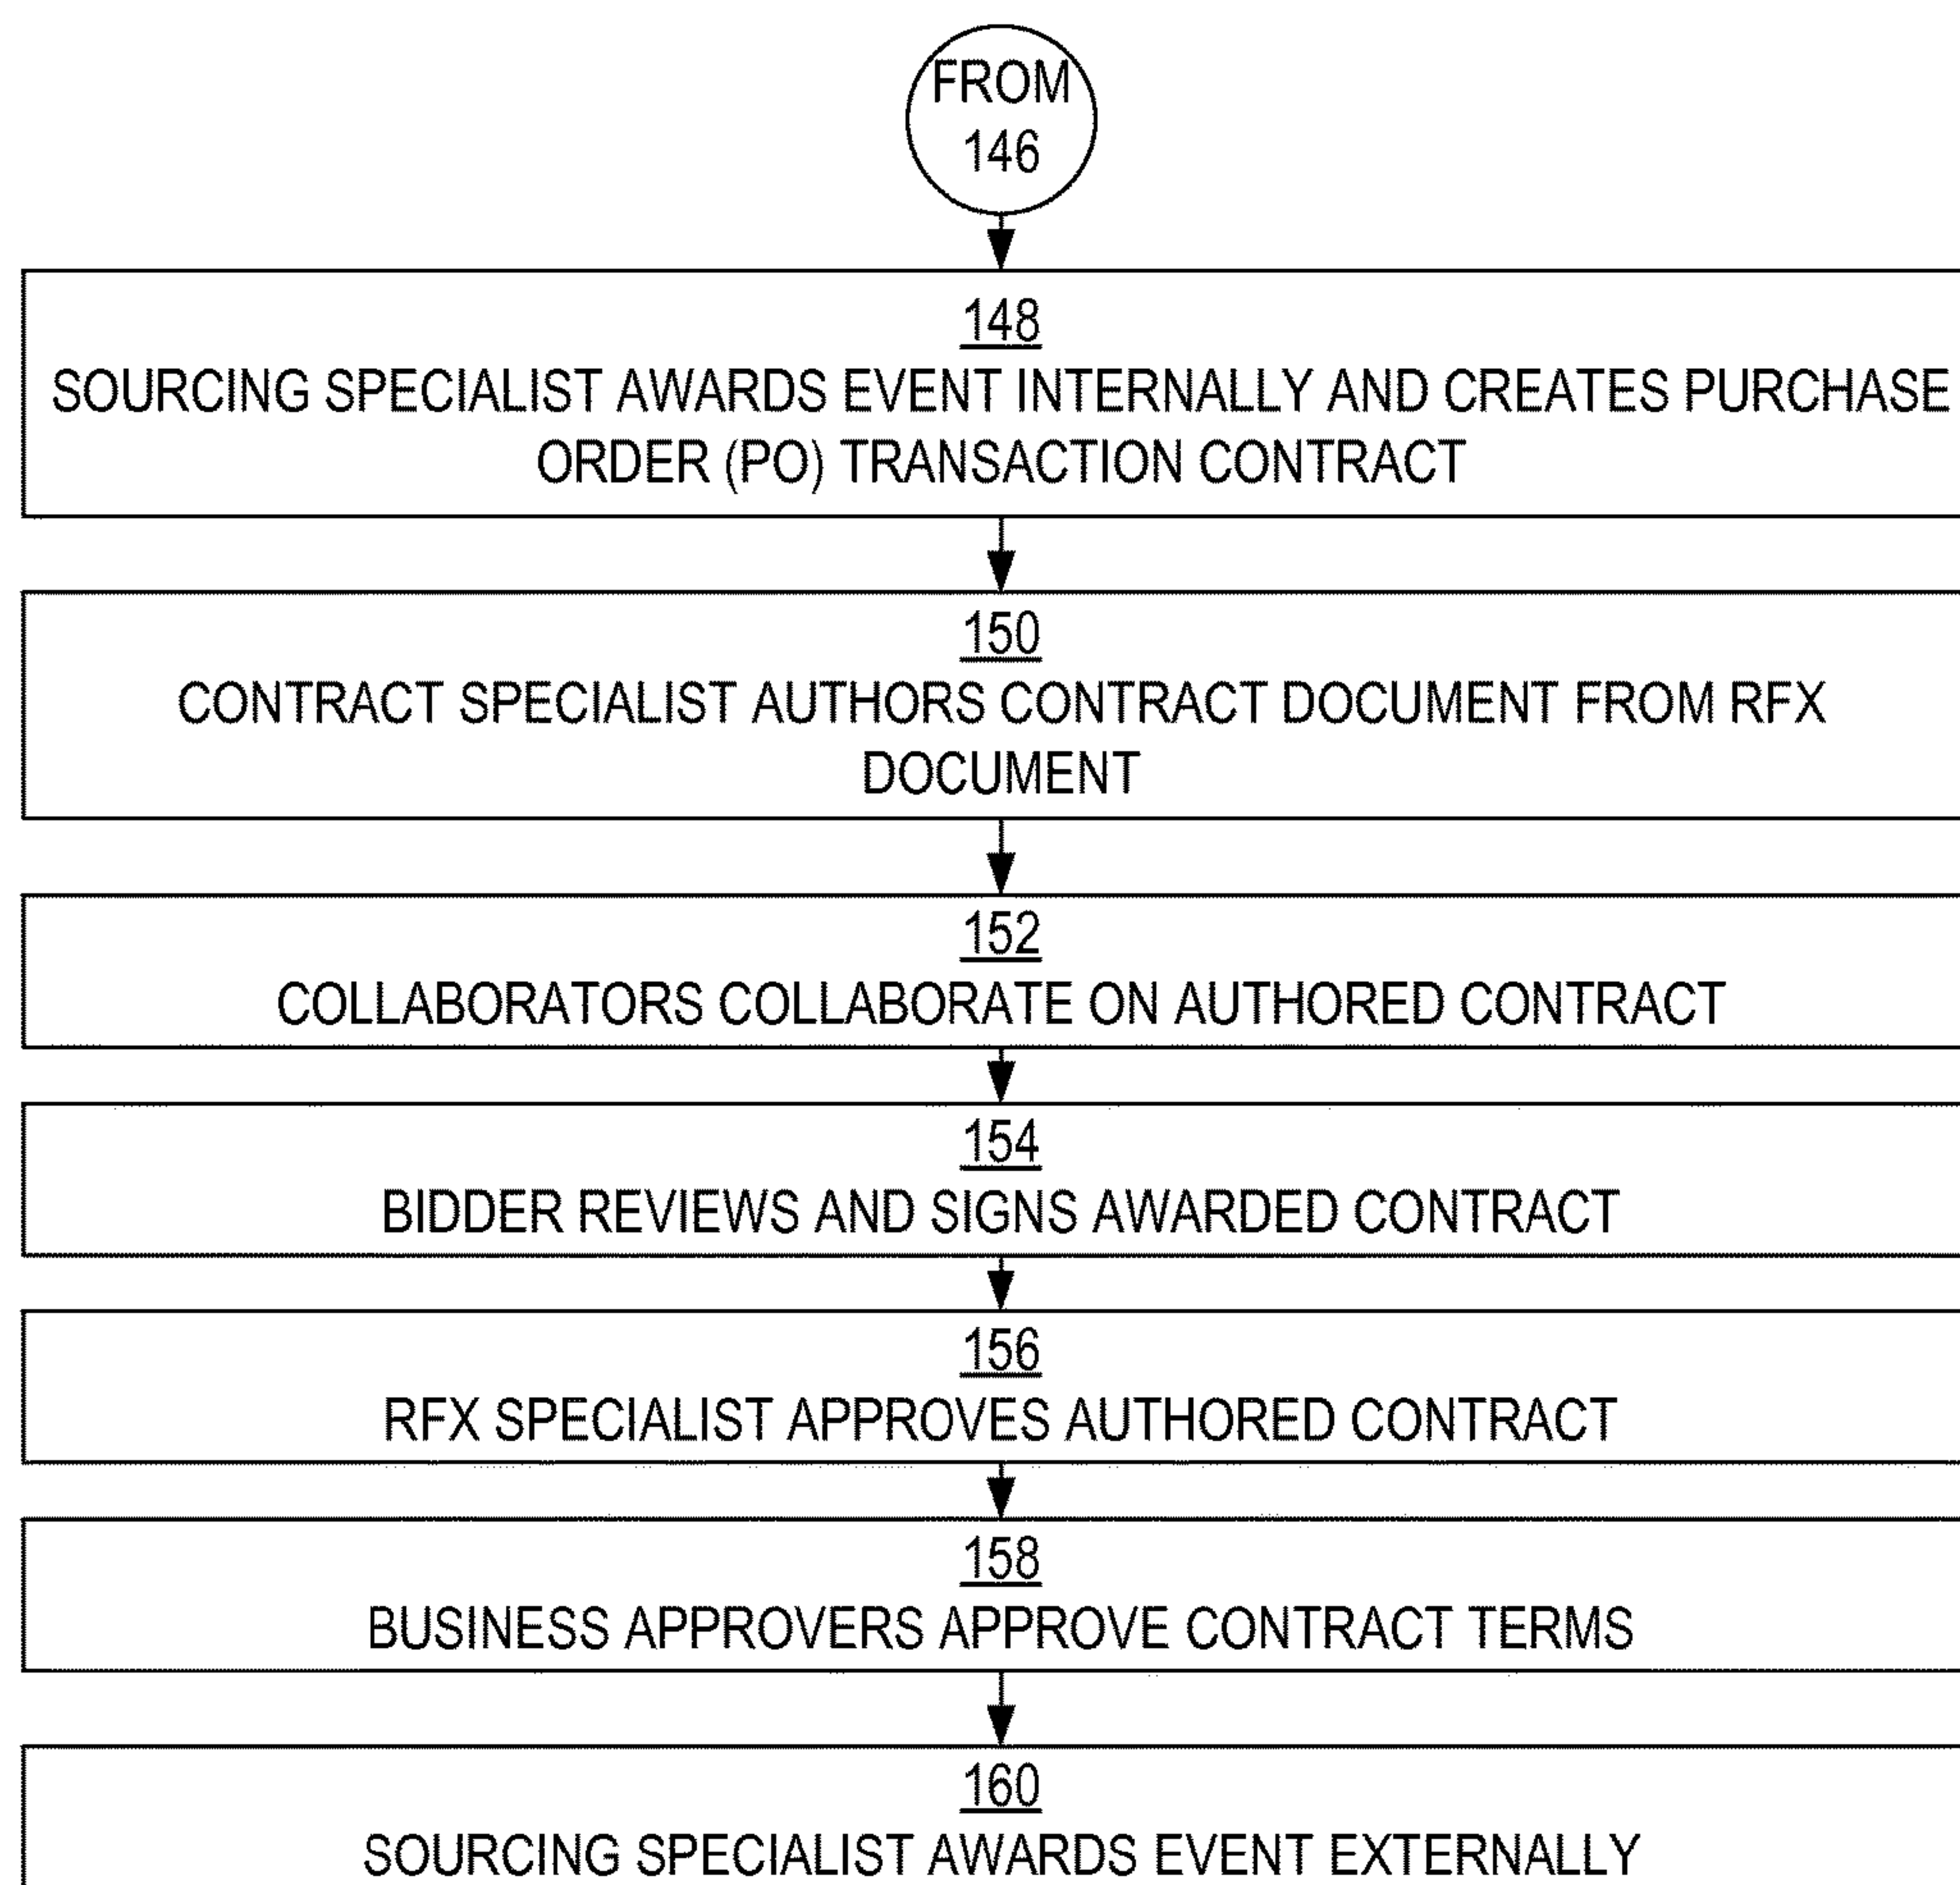 FROM
146
148
SOURCING SPECIALIST AWARDS EVENT INTERNALLY AND CREATES PURCHASE
ORDER (PO) TRANSACTION CONTRACT
150
CONTRACT SPECIALIST AUTHORS CONTRACT DOCUMENT FROM RFX
DOCUMENT
152
COLLABORATORS COLLABORATE ON AUTHORED CONTRACT
154
BIDDER REVIEWS AND SIGNS AWARDED CONTRACT
156
RFX SPECIALIST APPROVES AUTHORED CONTRACT
158
BUSINESS APPROVERS APPROVE CONTRACT TERMS
160
SOURCING SPECIALIST AWARDS EVENT EXTERNALLY